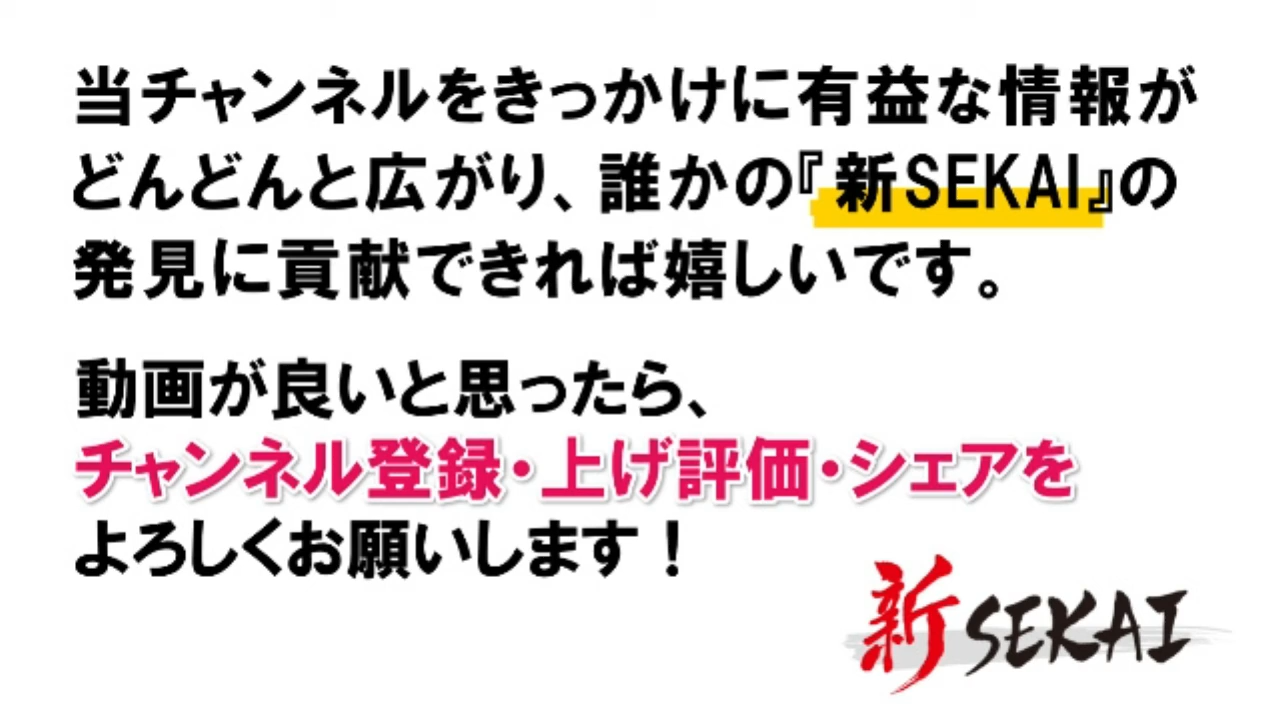 当チャンネルをきっかけに有益な情報が
どんどんと広がり、誰かの『新SEKAI』の
発見に貢献できれば嬉しいです。
動画が良いと思ったら、
チャンネル登録・上げ評価・シェアを
よろしくお願いします！
新SEKAI